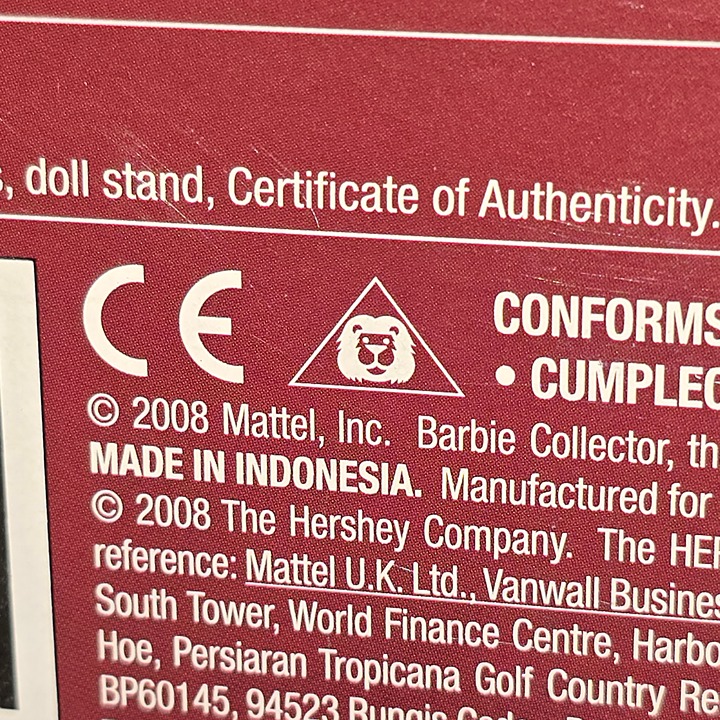 , doll stand, Certificate of Authenticity.
CE CONFORMS
• CUMPLE
© 2008 Mattel, Inc. Barbie Collector, th
MADE IN INDONESIA. Manufactured for
© 2008 The Hershey Company. The HER
reference: Mattel U.K. Ltd., Vanwall Busines
South Tower, World Finance Centre, Harbo
Hoe, Persiaran Tropicana Golf Country Re
BP60145, 94523 Rungis